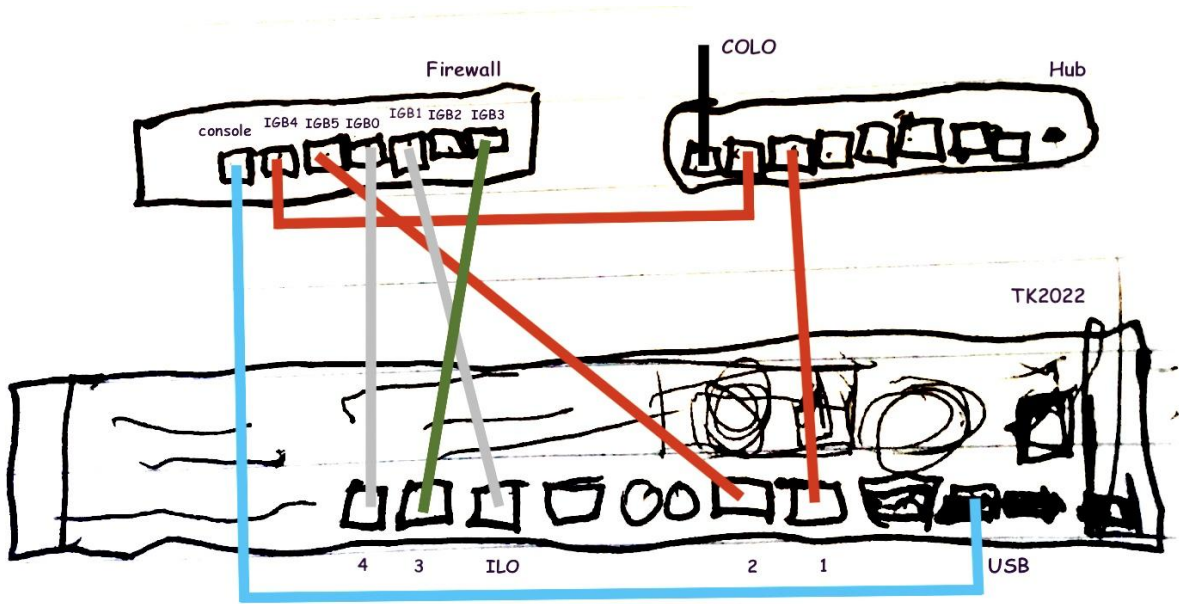 COLO
Firewall
Hub
console IGB4 IGB5 IGB0 IGB1 IGB2 IGB3
TK2022
4 3 ILO 2 1 USB